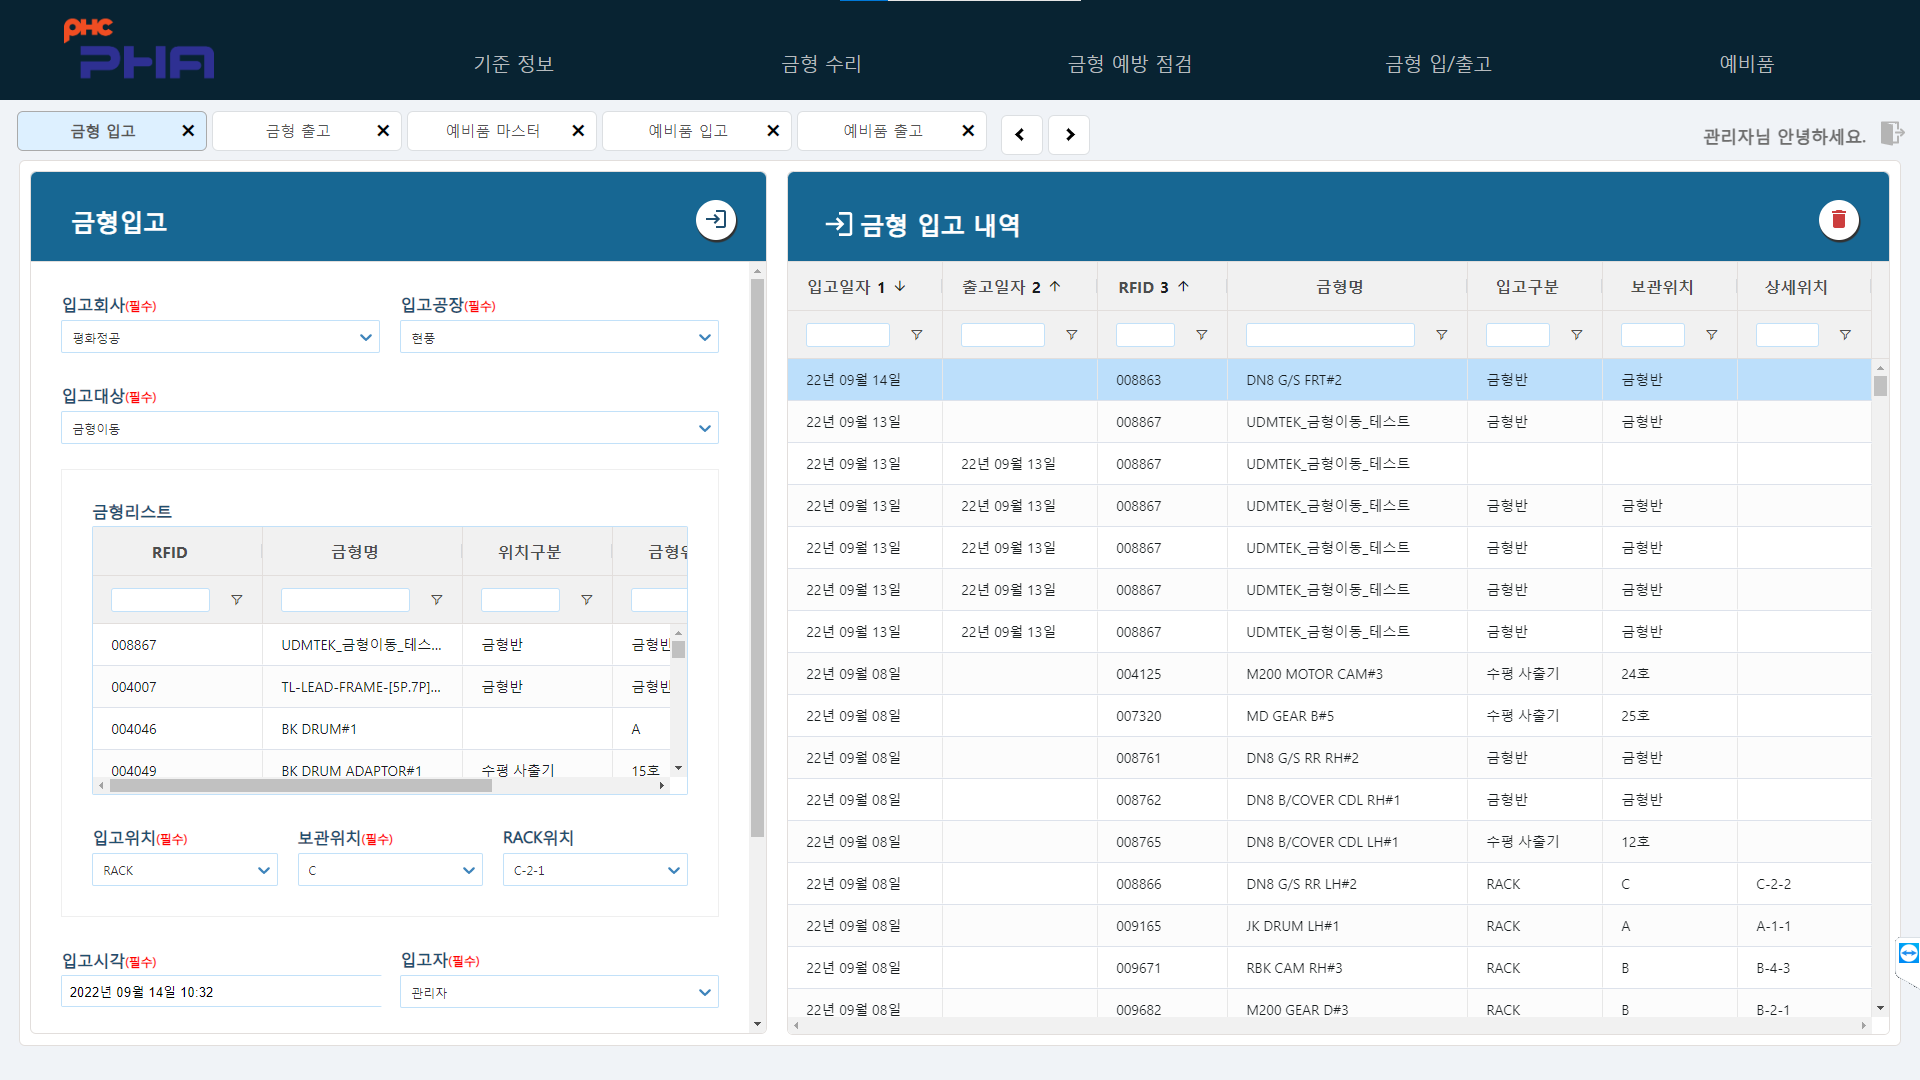 PHC
PHA
기준 정보
금형 수리
금형 예방 점검
금형 입/출고
예비품
금형 입고
금형 출고
예비품 마스터
예비품 입고
예비품 출고
관리자님 안녕하세요.
금형입고
입고회사(필수)
입고공장(필수)
평화정공
현풍
입고대상(필수)
금형이동
금형리스트
RFID 금형명 위치구분
008867 UDMTEK_금형이동_테스... 금형반 금형반
004007 TL-LEAD-FRAME-[5P.7P]... 금형반 금형반
004046 BK DRUM#1 A
004049 BK DRUM ADAPTOR#1 수평 사출기 15호
입고위치(필수) 보관위치(필수) RACK위치
RACK C C-2-1
입고시각(필수) 입고자(필수)
2022년 09월 14일 10:32 관리자
금형 입고 내역
입고일자 1 출고일자 2 RFID 3 금형명 입고구분 보관위치 상세위치
22년 09월 14일 008863 DN8 G/S FRT#2 금형반 금형반
22년 09월 13일 008867 UDMTEK_금형이동_테스트 금형반 금형반
22년 09월 13일 22년 09월 13일 008867 UDMTEK_금형이동_테스트
22년 09월 13일 22년 09월 13일 008867 UDMTEK_금형이동_테스트 금형반 금형반
22년 09월 13일 22년 09월 13일 008867 UDMTEK_금형이동_테스트 금형반 금형반
22년 09월 13일 22년 09월 13일 008867 UDMTEK_금형이동_테스트 금형반 금형반
22년 09월 13일 22년 09월 13일 008867 UDMTEK_금형이동_테스트 금형반 금형반
22년 09월 08일 004125 M200 MOTOR CAM#3 수평 사출기 24호
22년 09월 08일 007320 MD GEAR B#5 수평 사출기 25호
22년 09월 08일 008761 DN8 G/S RR RH#2 금형반 금형반
22년 09월 08일 008762 DN8 B/COVER CDL RH#1 금형반 금형반
22년 09월 08일 008765 DN8 B/COVER CDL LH#1 수평 사출기 12호
22년 09월 08일 008866 DN8 G/S RR LH#2 RACK C C-2-2
22년 09월 08일 009165 JK DRUM LH#1 RACK A A-1-1
22년 09월 08일 009671 RBK CAM RH#3 RACK B B-4-3
22년 09월 08일 009682 M200 GEAR D#3 RACK B B-2-1